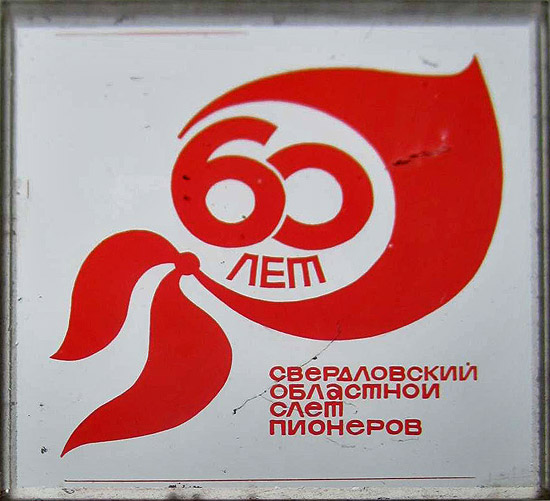 60
ЛЕТ
СВЕРДЛОВСКИЙ
ОБЛАСТНОЙ
СЛЕТ
ПИОНЕРОВ